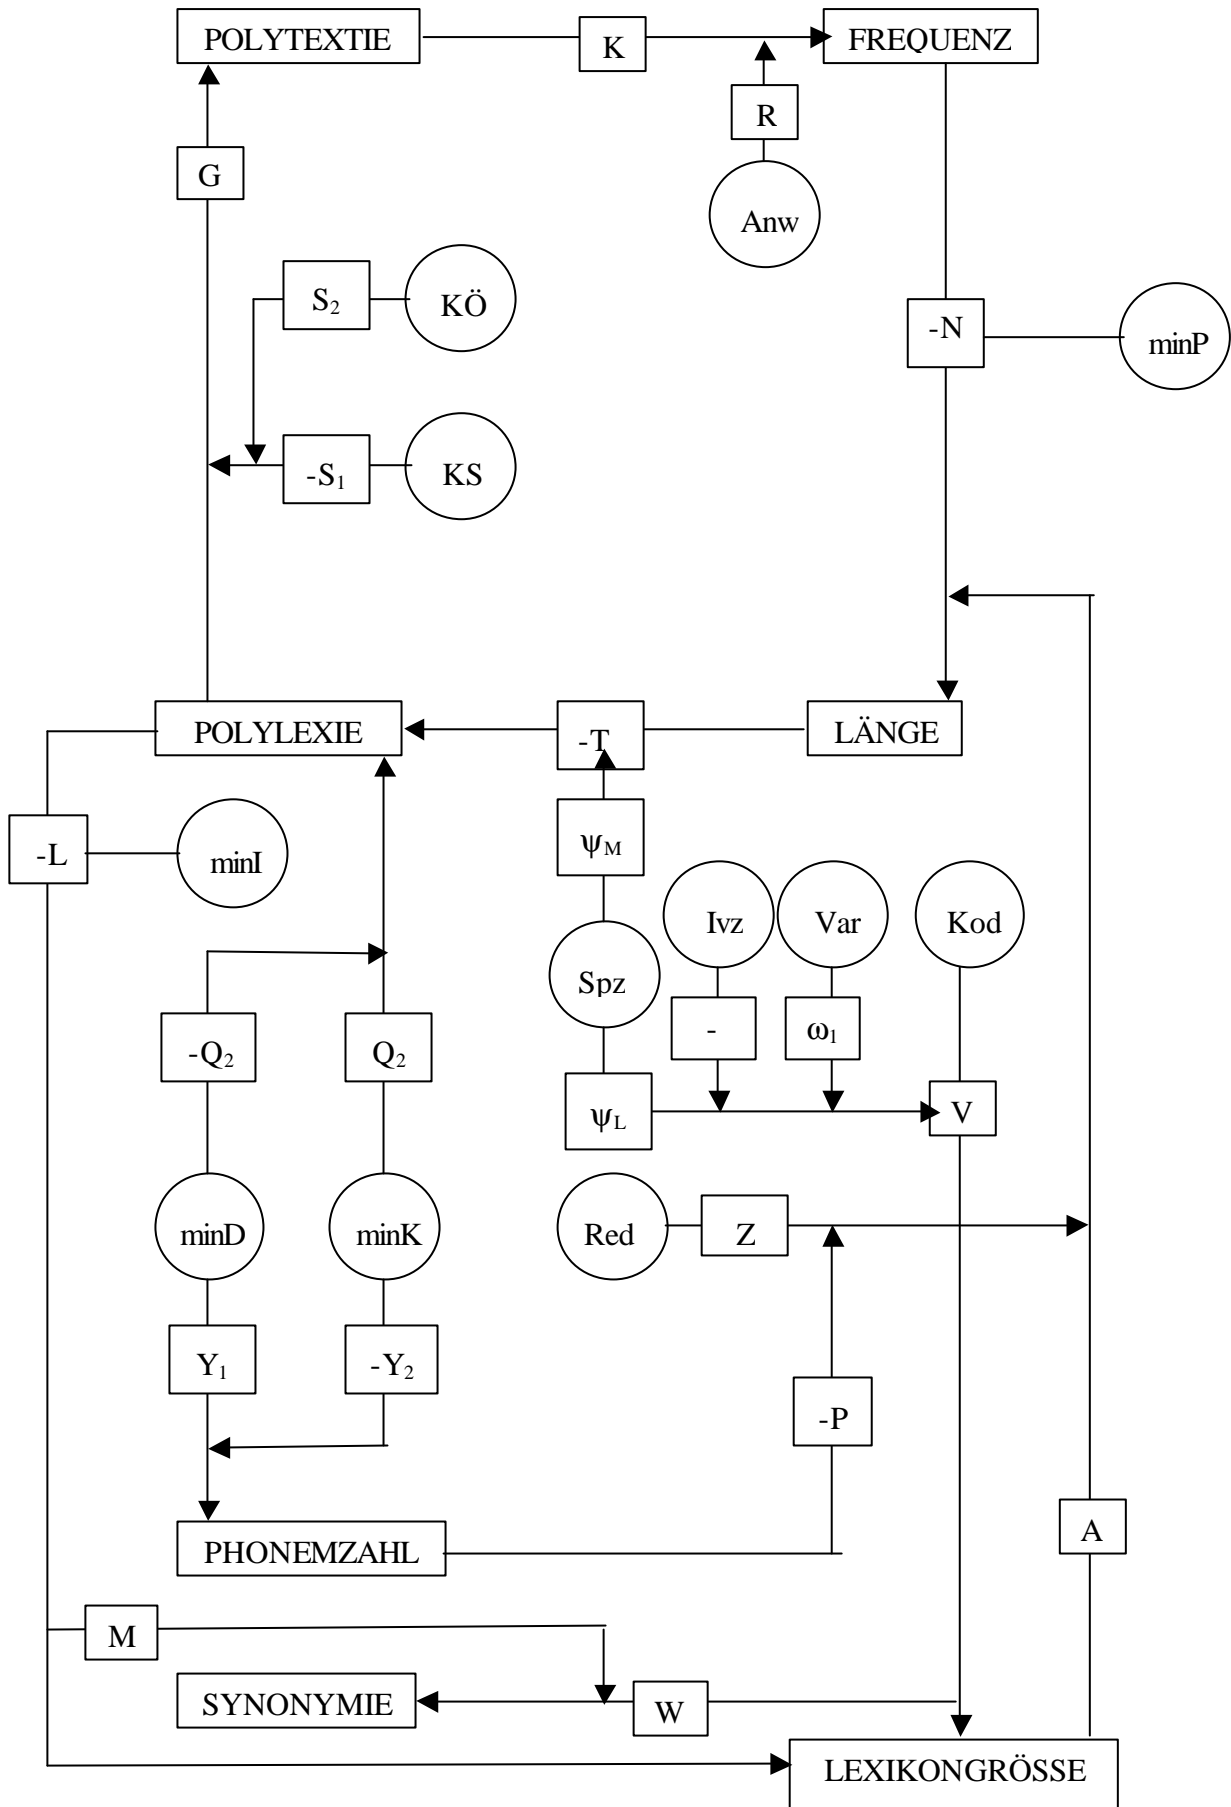 POLYTEXTIE K FREQUENZ
R
G
Anw
S₂ KÖ
-N minP
-S₁ KS
POLYLEXIE -T LÄNGE
-L minI ψM
Ivz Var Kod
Spz
-Q₂ Q₂ - ω₁
ψL V
minD minK Red Z
Y₁ -Y₂
-P
A
PHONEMZAHL
M
SYNONYMIE W
LEXIKONGRÖSSE